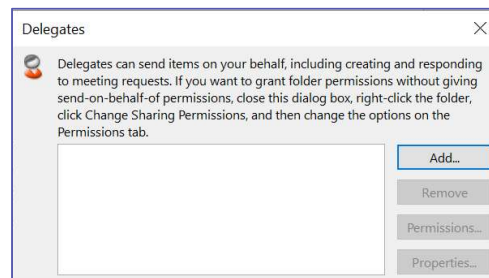 Delegates
Delegates can send items on your behalf, including creating and responding
to meeting requests. If you want to grant folder permissions without giving
send-on-behalf-of permissions, close this dialog box, right-click the folder,
click Change Sharing Permissions, and then change the options on the
Permissions tab.
Add...
Remove
Permissions...
Properties...